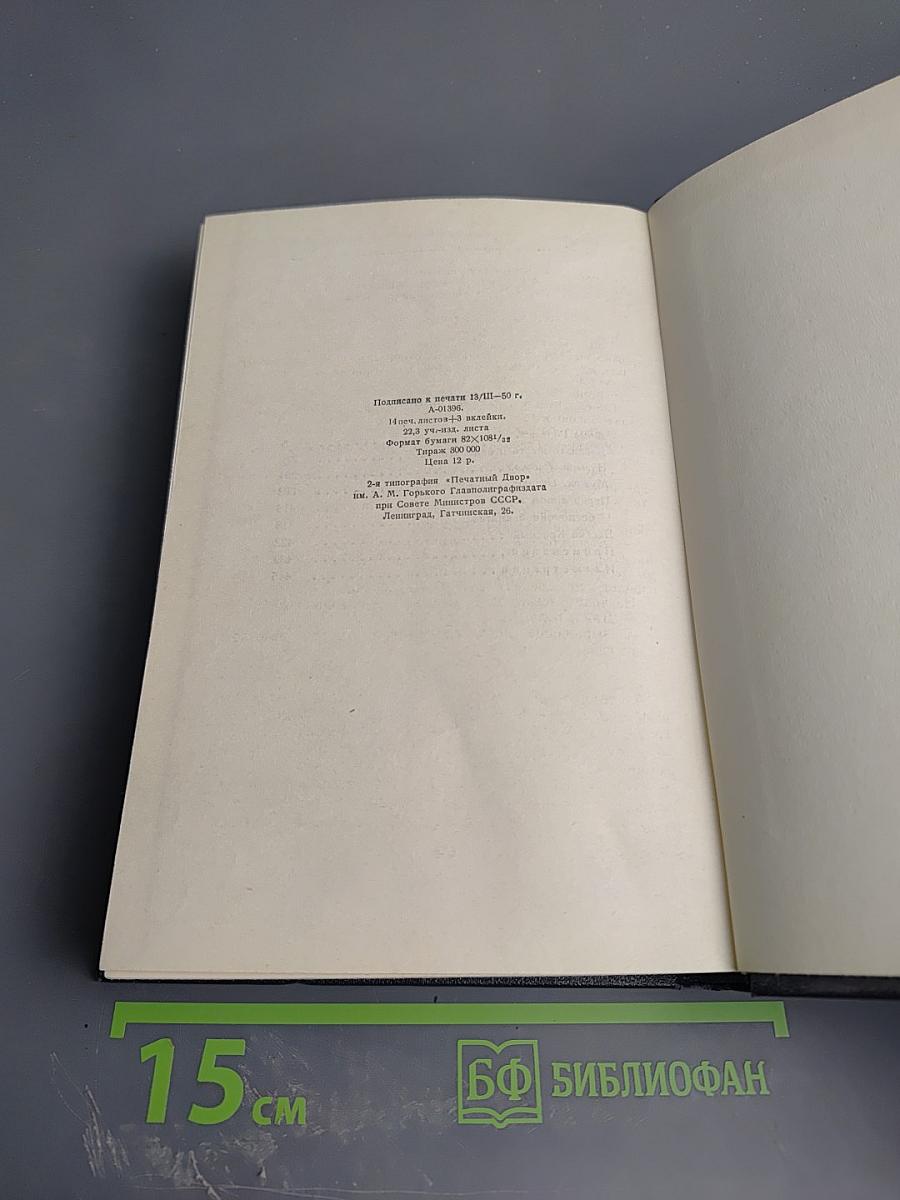 Подписано к печати 13/III—50 г.
А-01396.
14 печ. листов+3 вклейки.
22,3 уч.-изд. листа
Формат бумаги 82×108¹/₃₂
Тираж 300 000
Цена 12 р.
2-я типография «Печатный Двор»
им. А. М. Горького Главполиграфиздата
при Совете Министров СССР.
Ленинград, Гатчинская, 26.
15 см
БФ БИБЛИОФАН